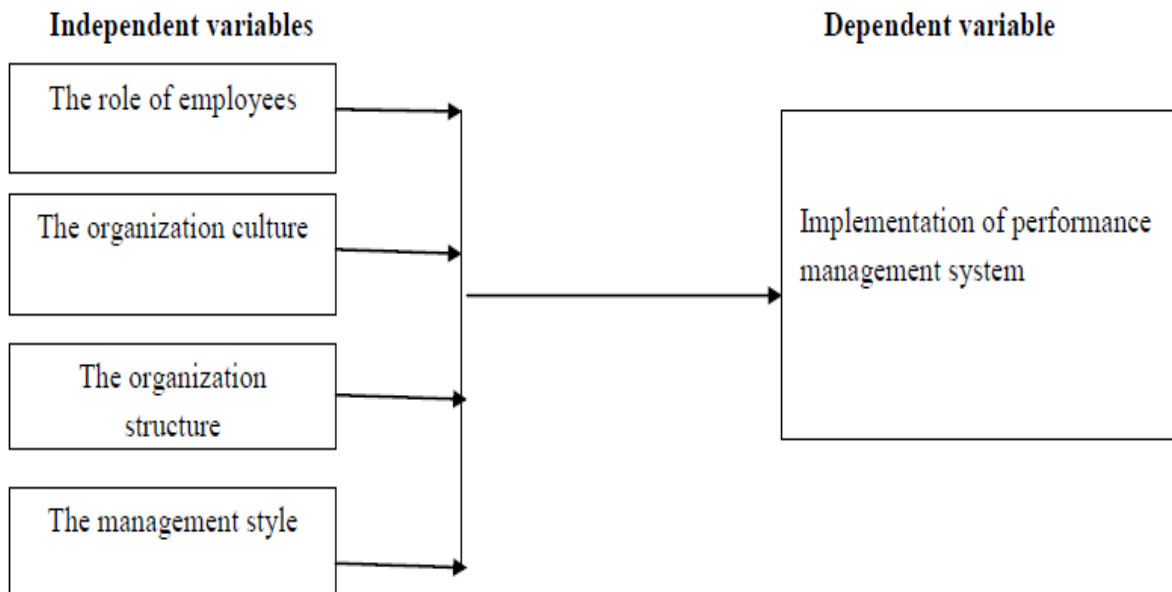 Independent variables
Dependent variable
The role of employees
The organization culture
The organization
structure
The management style
Implementation of performance
management system